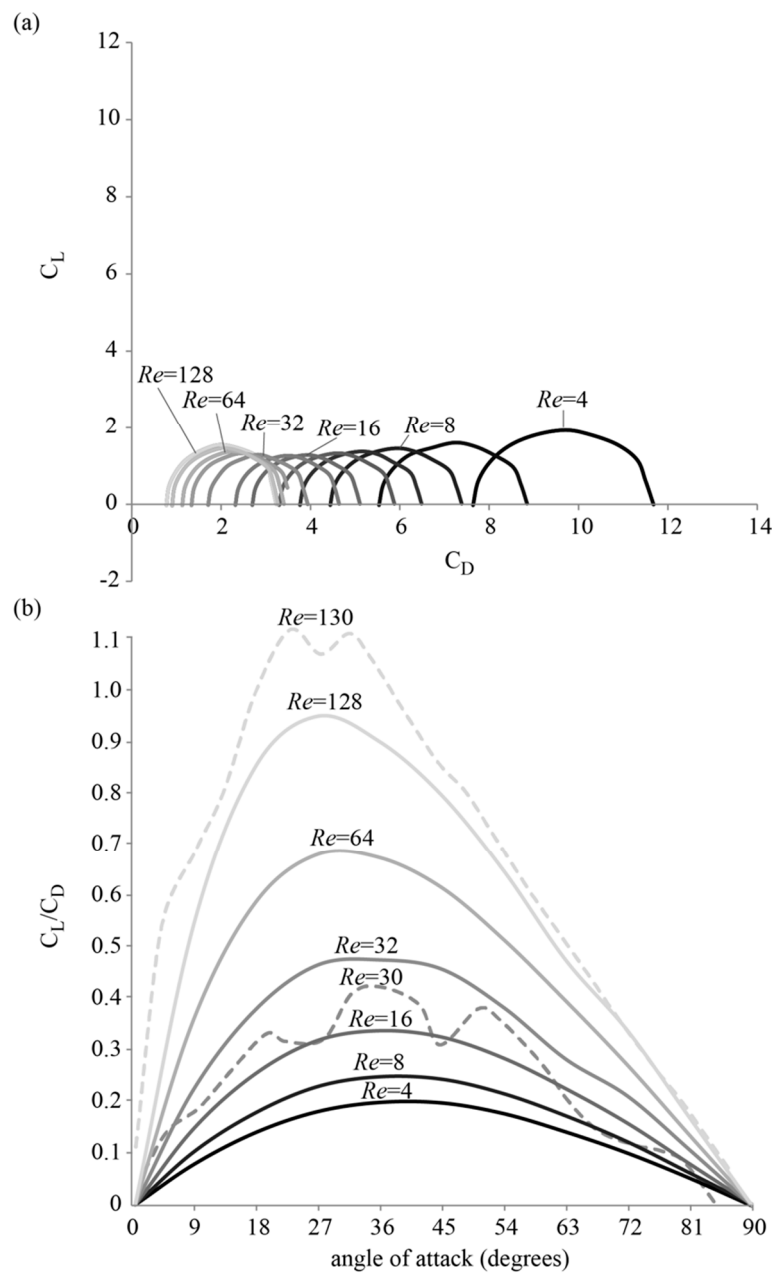 (a)
12
10
8
6
4
2
0
-2
C_L
Re=128
Re=64
Re=32
Re=16
Re=8
Re=4
0 2 4 6 8 10 12 14
C_D
(b)
1.1
1.0
0.9
0.8
0.7
0.6
0.5
0.4
0.3
0.2
0.1
0
C_L/C_D
Re=130
Re=128
Re=64
Re=32
Re=30
Re=16
Re=8
Re=4
0 9 18 27 36 45 54 63 72 81 90
angle of attack (degrees)